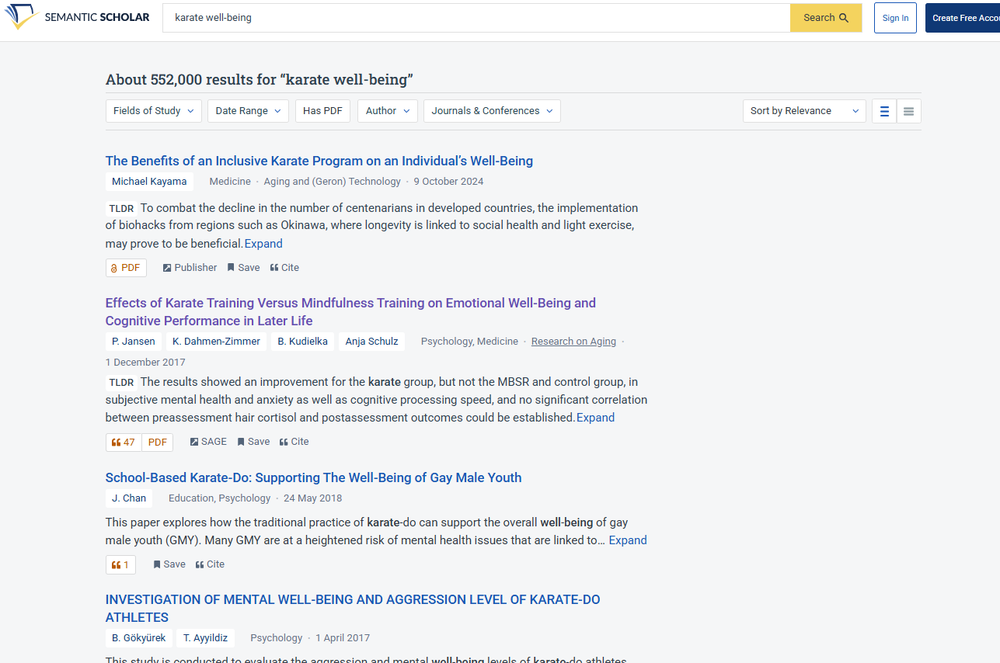 SEMANTIC SCHOLAR
karate well-being
Search
Sign In
Create Free Accou
About 552,000 results for “karate well-being”
Fields of Study
Date Range
Has PDF
Author
Journals & Conferences
Sort by Relevance
The Benefits of an Inclusive Karate Program on an Individual’s Well-Being
Michael Kayama Medicine · Aging and (Geron) Technology · 9 October 2024
TLDR To combat the decline in the number of centenarians in developed countries, the implementation
of biohacks from regions such as Okinawa, where longevity is linked to social health and light exercise,
may prove to be beneficial. Expand
PDF Publisher Save Cite
Effects of Karate Training Versus Mindfulness Training on Emotional Well-Being and
Cognitive Performance in Later Life
P. Jansen K. Dahmen-Zimmer B. Kudielka Anja Schulz Psychology, Medicine · Research on Aging ·
1 December 2017
TLDR The results showed an improvement for the karate group, but not the MBSR and control group, in
subjective mental health and anxiety as well as cognitive processing speed, and no significant correlation
between preassessment hair cortisol and postassessment outcomes could be established. Expand
47 PDF SAGE Save Cite
School-Based Karate-Do: Supporting The Well-Being of Gay Male Youth
J. Chan Education, Psychology · 24 May 2018
This paper explores how the traditional practice of karate-do can support the overall well-being of gay
male youth (GMY). Many GMY are at a heightened risk of mental health issues that are linked to… Expand
1 Save Cite
INVESTIGATION OF MENTAL WELL-BEING AND AGGRESSION LEVEL OF KARATE-DO
ATHLETES
B. Gökyürek T. Ayyildiz Psychology · 1 April 2017
This study is conducted to evaluate the aggression and mental well-being levels of karate-do athletes